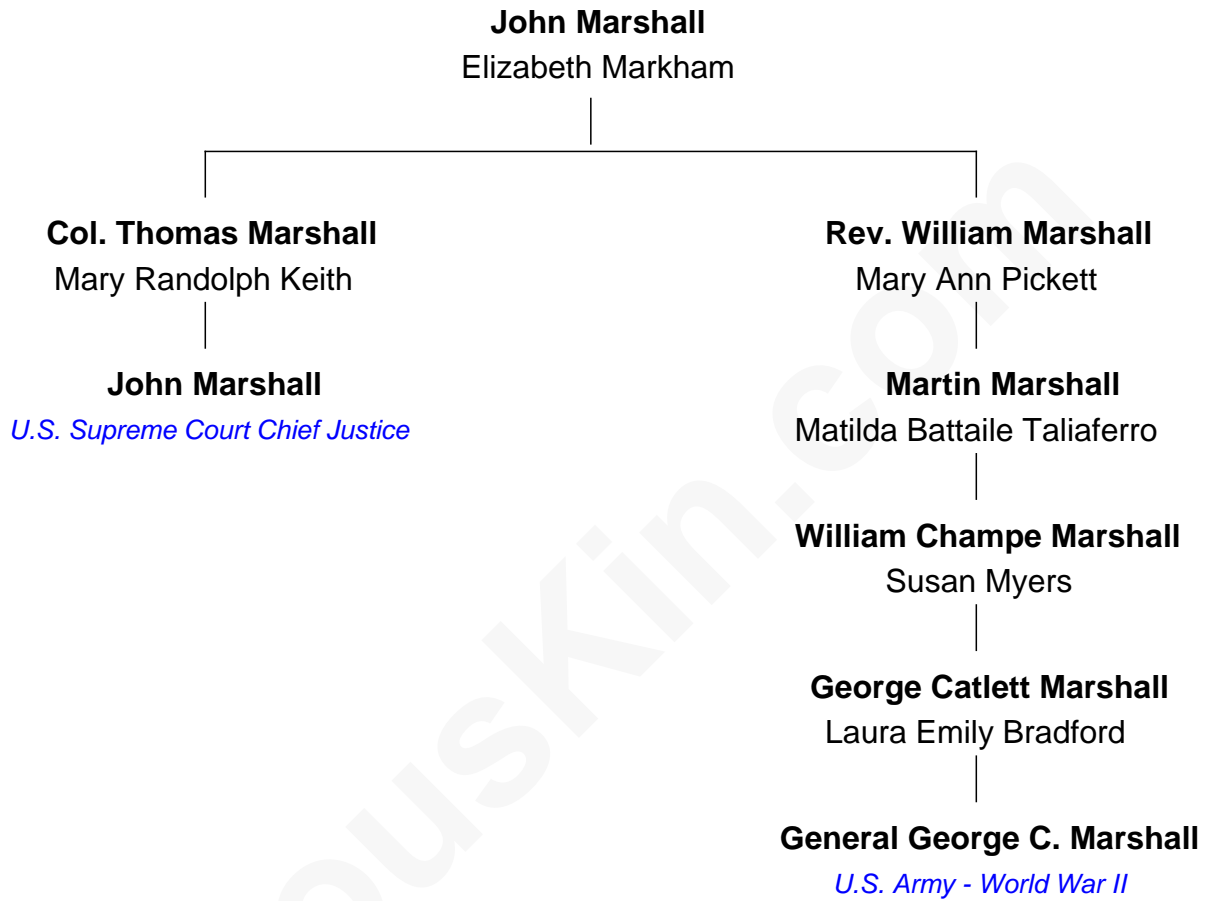 John Marshall
Elizabeth Markham
Col. Thomas Marshall
Mary Randolph Keith
John Marshall
U.S. Supreme Court Chief Justice
Rev. William Marshall
Mary Ann Pickett
Martin Marshall
Matilda Battaile Taliaferro
William Champe Marshall
Susan Myers
George Catlett Marshall
Laura Emily Bradford
General George C. Marshall
U.S. Army - World War II
ousKin.com